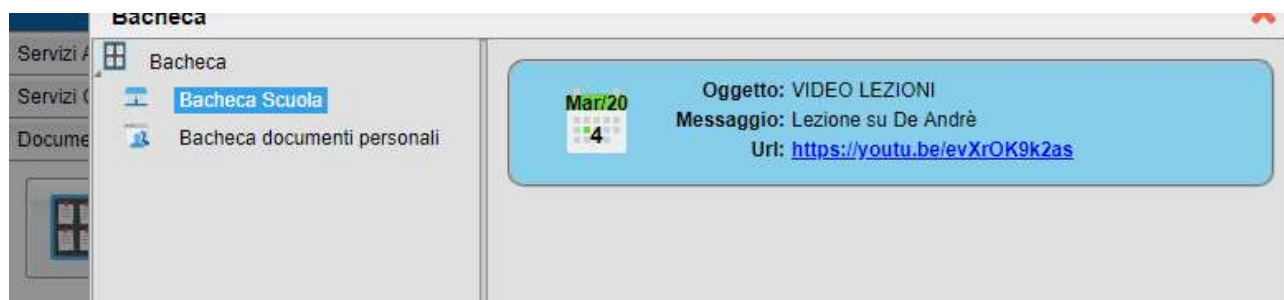 Bacheca
Servizi
Bacheca
Servizi
Bacheca Scuola
Docume
Bacheca documenti personali
Mar/20
4
Oggetto: VIDEO LEZIONI
Messaggio: Lezione su De Andrè
Url: https://youtu.be/evXrOK9k2as